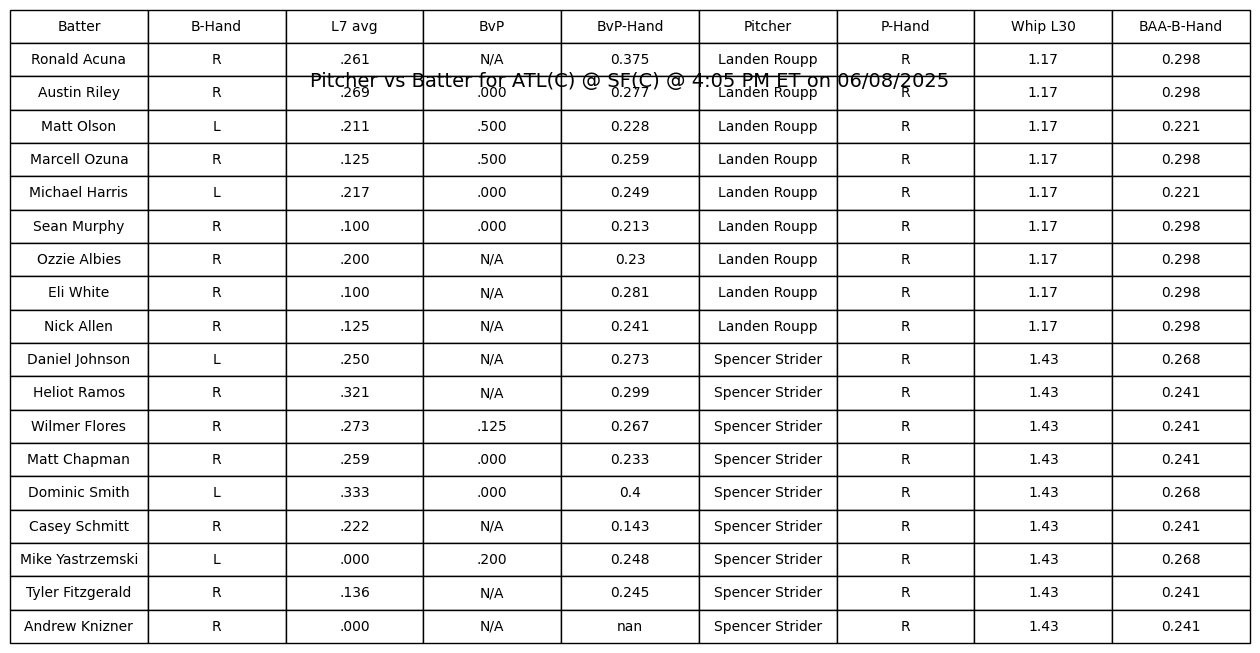 Batter B-Hand L7 avg BvP BvP-Hand Pitcher P-Hand Whip L30 BAA-B-Hand
Ronald Acuna R .261 N/A 0.375 Landen Roupp R 1.17 0.298
Pitcher vs Batter for ATL(C) @ SF(C) @ 4:05 PM ET on 06/08/2025
Austin Riley R .269 .000 0.277 Landen Roupp R 1.17 0.298
Matt Olson L .211 .500 0.228 Landen Roupp R 1.17 0.221
Marcell Ozuna R .125 .500 0.259 Landen Roupp R 1.17 0.298
Michael Harris L .217 .000 0.249 Landen Roupp R 1.17 0.221
Sean Murphy R .100 .000 0.213 Landen Roupp R 1.17 0.298
Ozzie Albies R .200 N/A 0.23 Landen Roupp R 1.17 0.298
Eli White R .100 N/A 0.281 Landen Roupp R 1.17 0.298
Nick Allen R .125 N/A 0.241 Landen Roupp R 1.17 0.298
Daniel Johnson L .250 N/A 0.273 Spencer Strider R 1.43 0.268
Heliot Ramos R .321 N/A 0.299 Spencer Strider R 1.43 0.241
Wilmer Flores R .273 .125 0.267 Spencer Strider R 1.43 0.241
Matt Chapman R .259 .000 0.233 Spencer Strider R 1.43 0.241
Dominic Smith L .333 .000 0.4 Spencer Strider R 1.43 0.268
Casey Schmitt R .222 N/A 0.143 Spencer Strider R 1.43 0.241
Mike Yastrzemski L .000 .200 0.248 Spencer Strider R 1.43 0.268
Tyler Fitzgerald R .136 N/A 0.245 Spencer Strider R 1.43 0.241
Andrew Knizner R .000 N/A nan Spencer Strider R 1.43 0.241